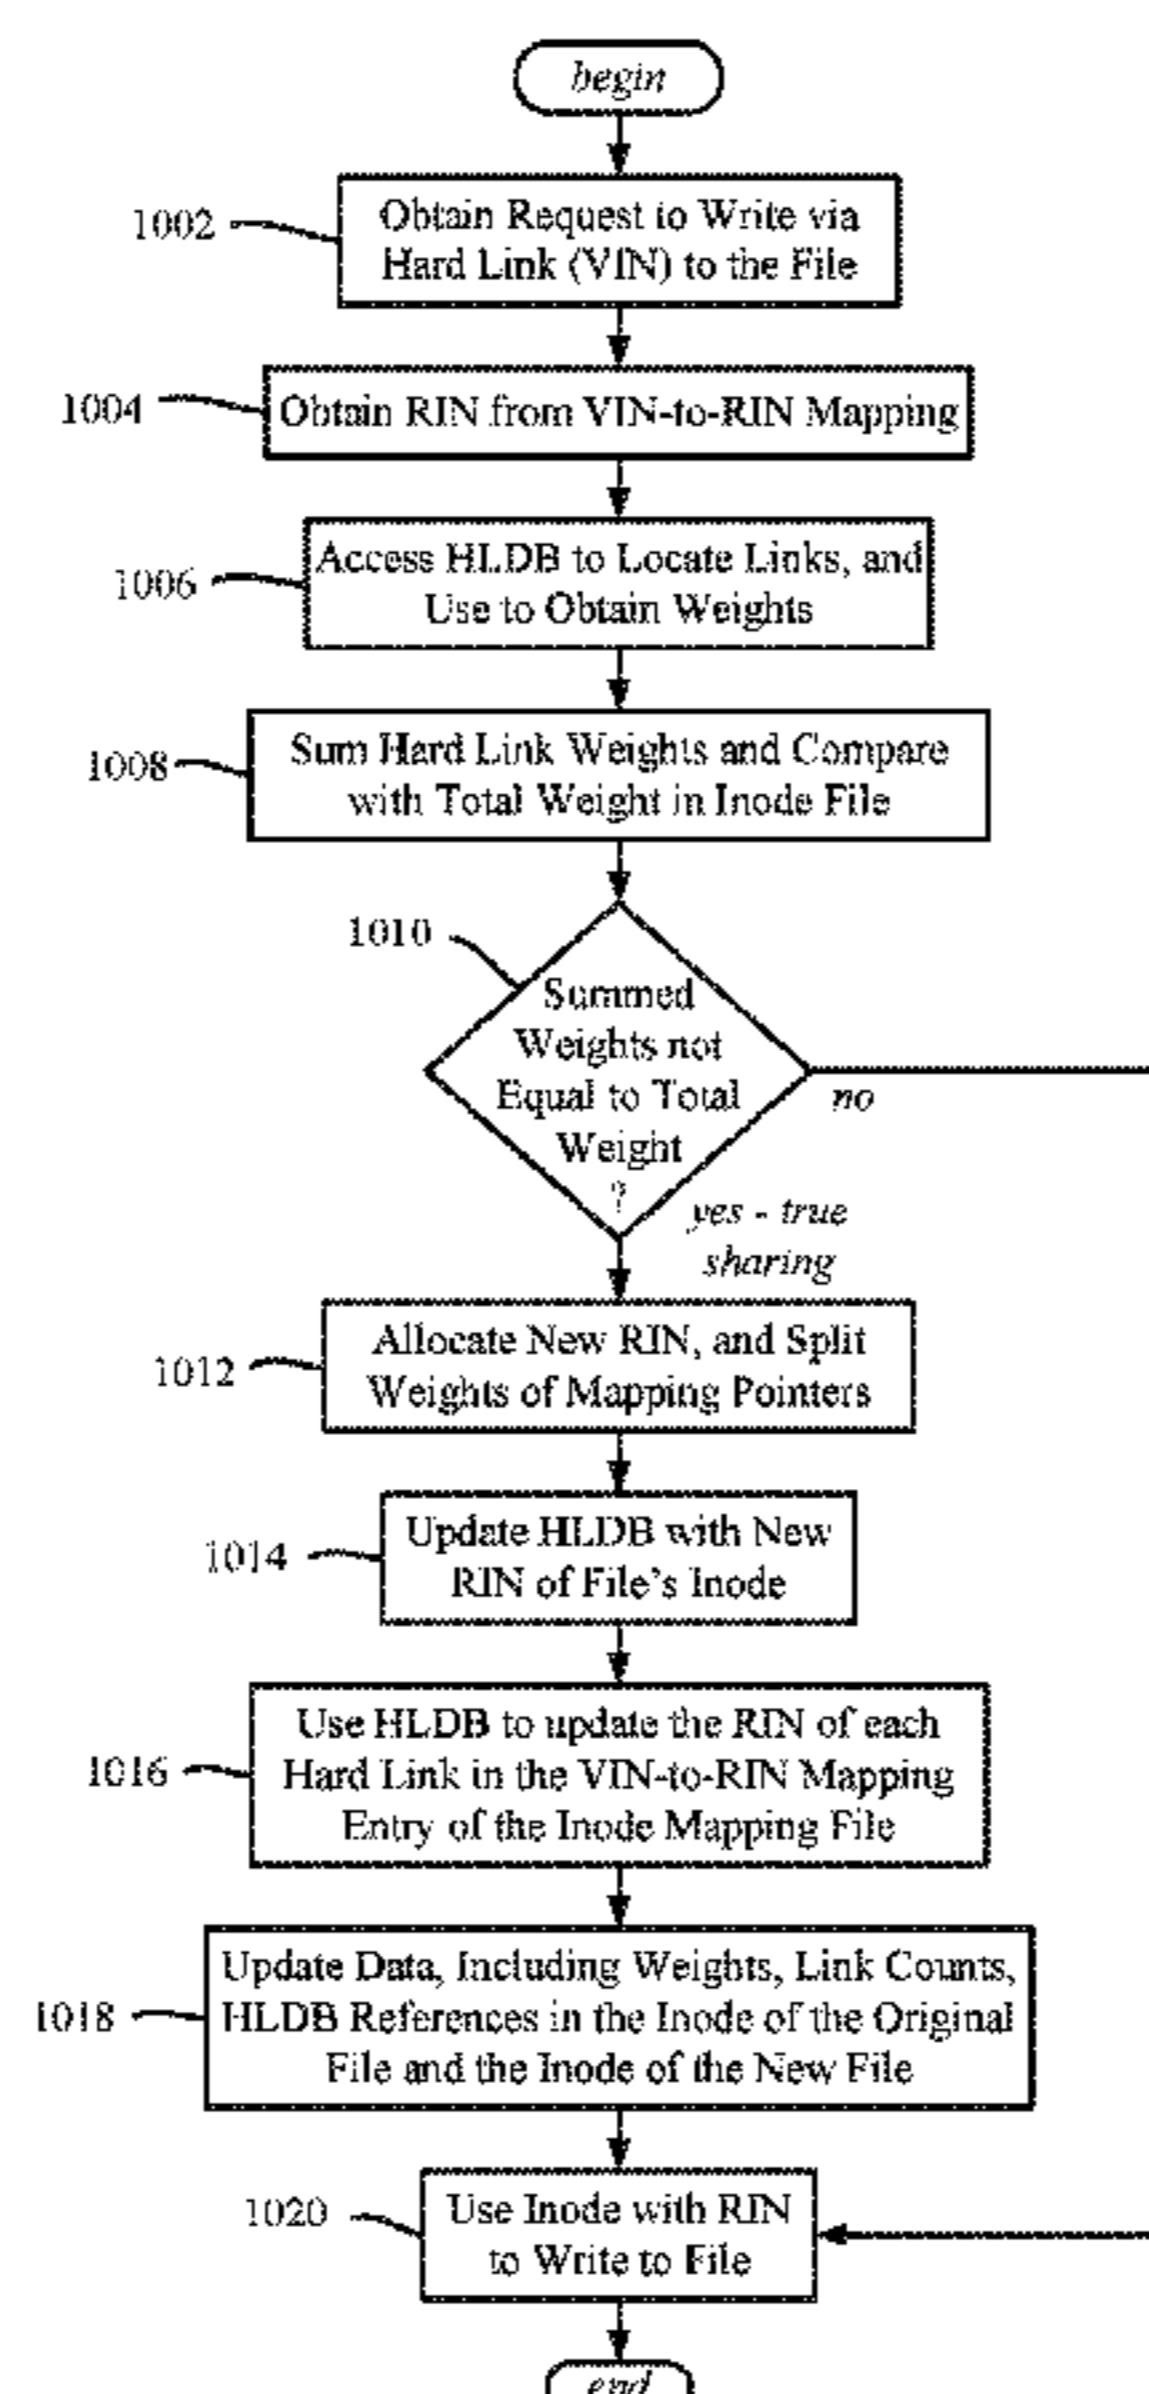 begin
1002
Obtain Request to Write via
Hard Link (VIN) to the File
1004
Obtain RIN from VIN-to-RIN Mapping
1006
Access HLDB to Locate Links, and
Use to Obtain Weights
1008
Sum Hard Link Weights and Compare
with Total Weight in Inode File
1010
Summed
Weights not
Equal to Total
Weight
?
no
yes - true
sharing
1012
Allocate New RIN, and Split
Weights of Mapping Pointers
1014
Update HLDB with New
RIN of File's Inode
1016
Use HLDB to update the RIN of each
Hard Link in the VIN-to-RIN Mapping
Entry of the Inode Mapping File
1018
Update Data, Including Weights, Link Counts,
HLDB References in the Inode of the Original
File and the Inode of the New File
1020
Use Inode with RIN
to Write to File
end